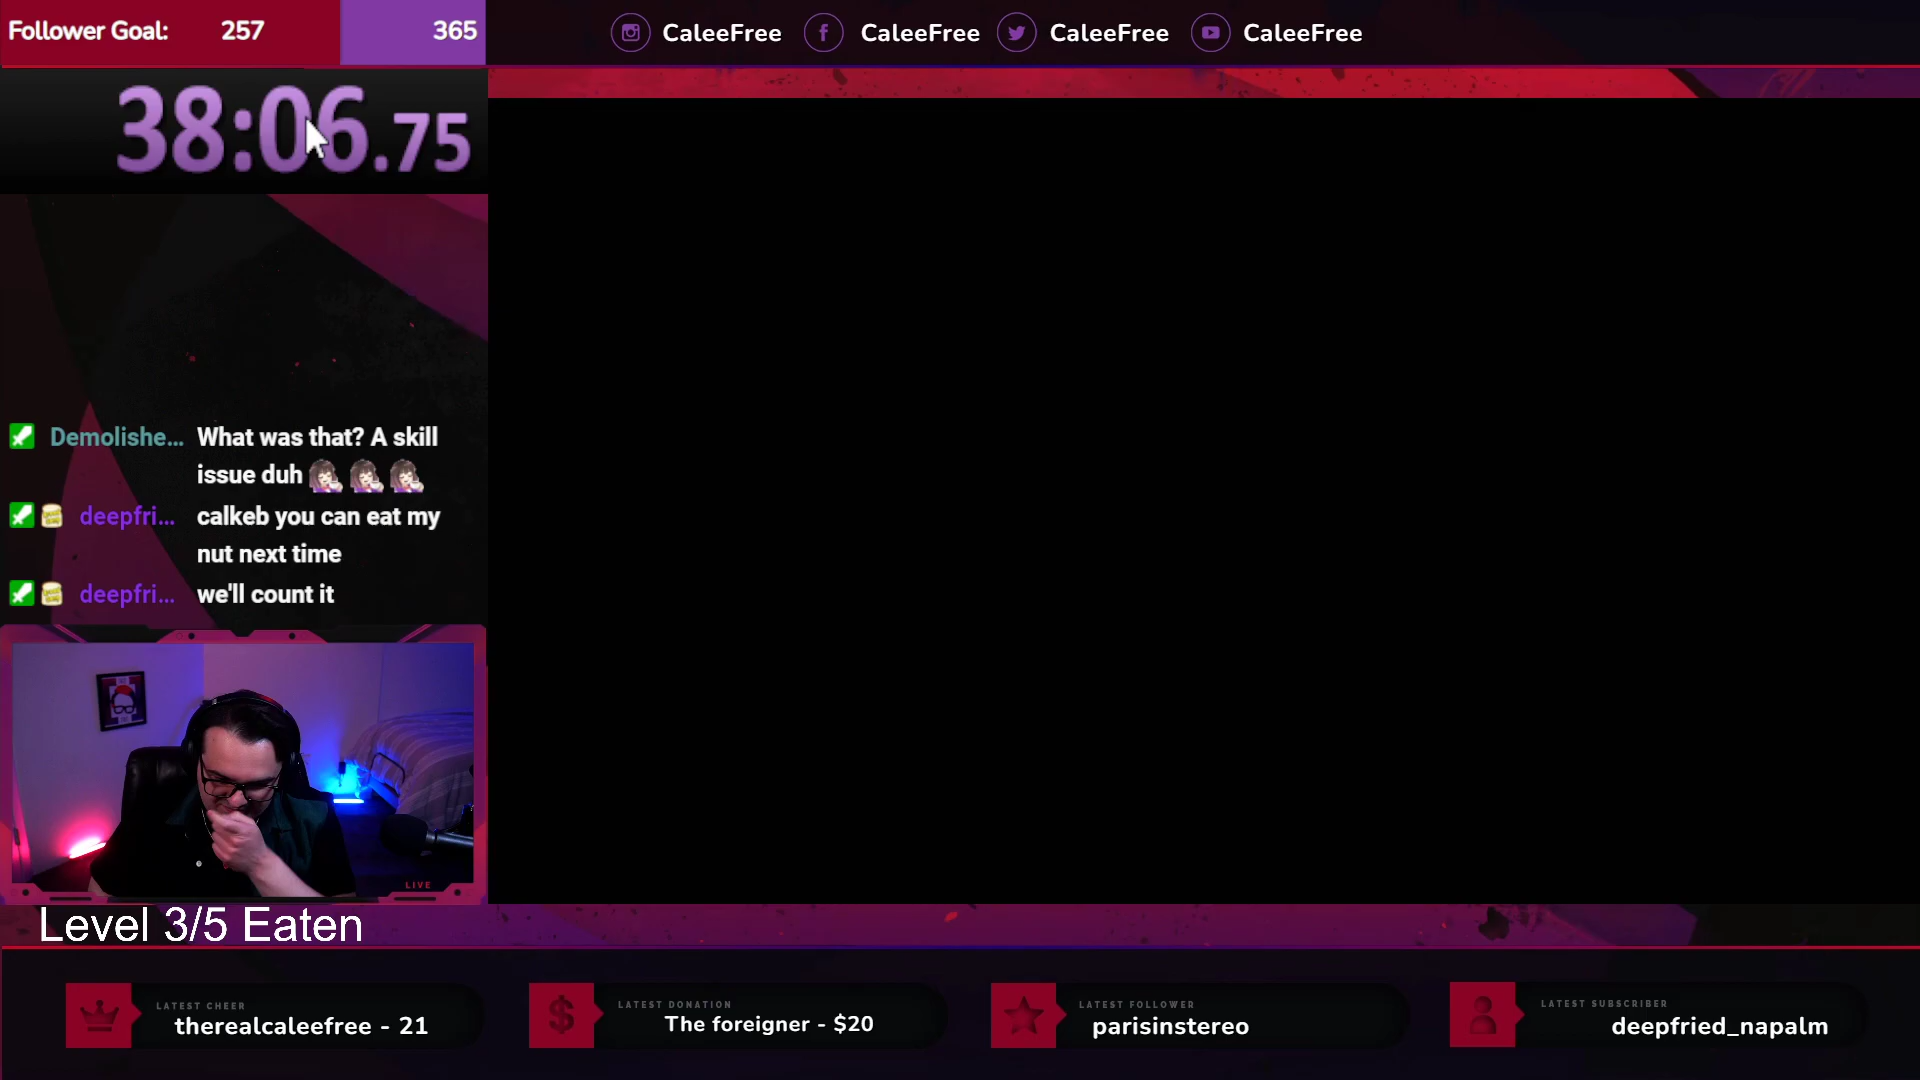 Follower Goal: 257 365
CaleeFree CaleeFree CaleeFree CaleeFree
38:06.75
Demolishe... What was that? A skill
issue duh
deepfri... calkeb you can eat my
nut next time
deepfri... we'll count it
LIVE
Level 3/5 Eaten
LATEST CHEER
therealcaleefree - 21
LATEST DONATION
The foreigner - $20
LATEST FOLLOWER
parisinstereo
LATEST SUBSCRIBER
deepfried_napalm